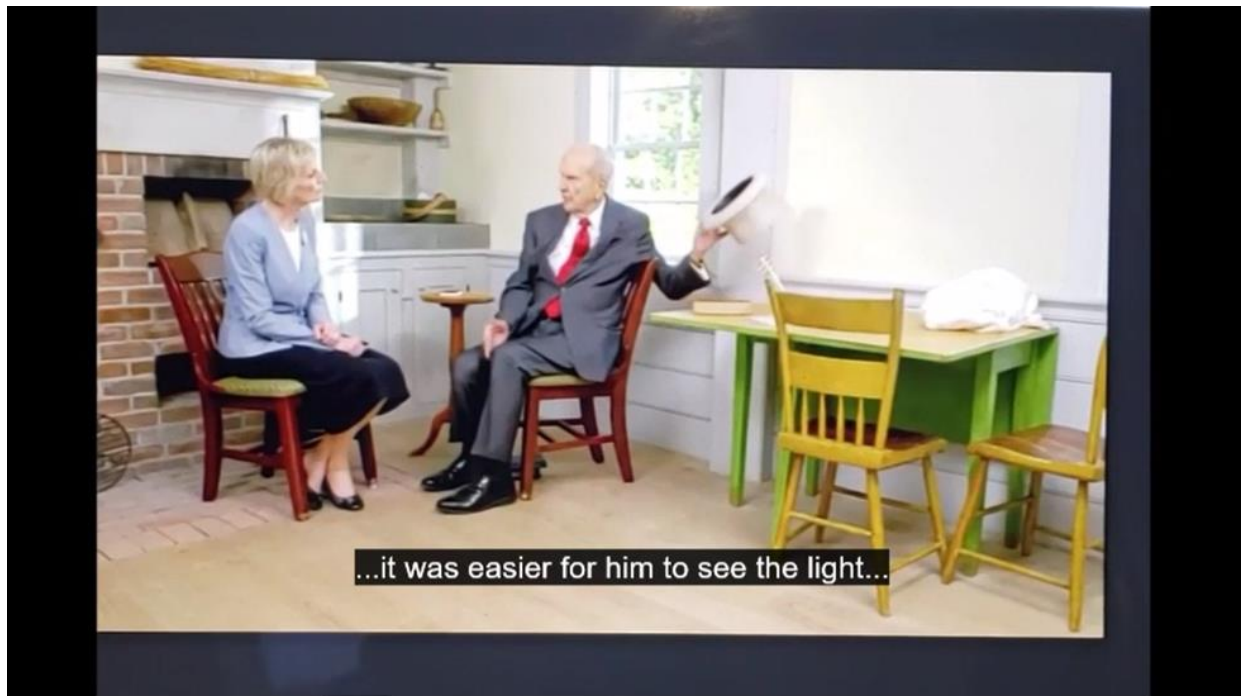 ...it was easier for him to see the light...